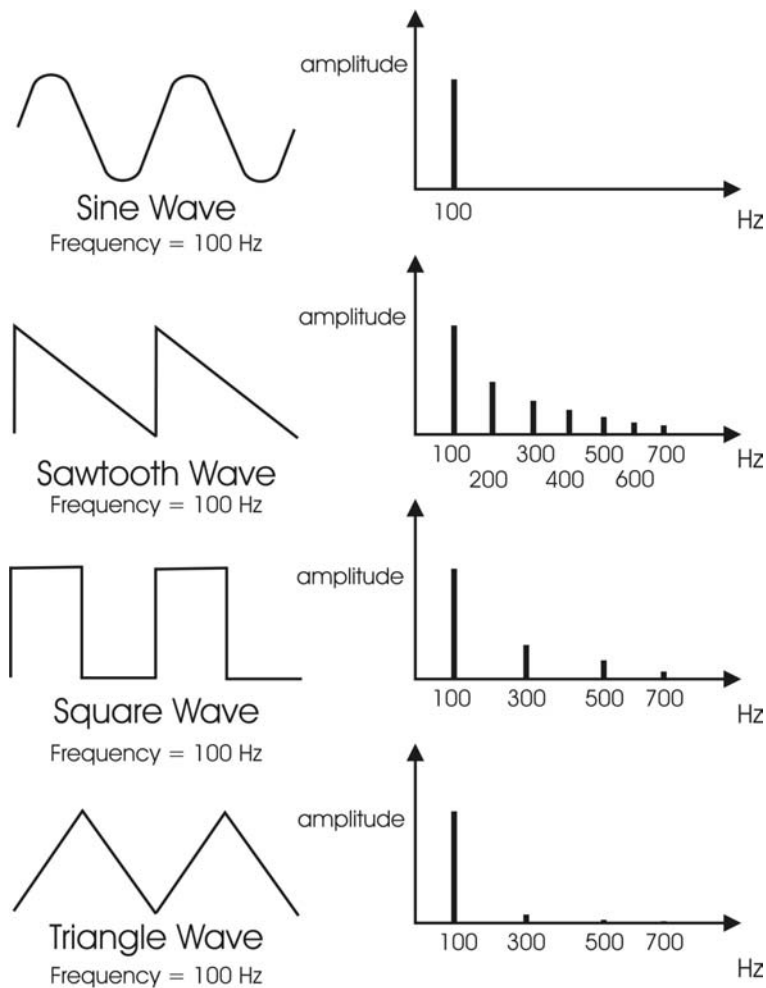 amplitude
100
Hz
Sine Wave
Frequency = 100 Hz
amplitude
100 300 500 700
200 400 600
Hz
Sawtooth Wave
Frequency = 100 Hz
amplitude
100 300 500 700
Hz
Square Wave
Frequency = 100 Hz
amplitude
100 300 500 700
Hz
Triangle Wave
Frequency = 100 Hz